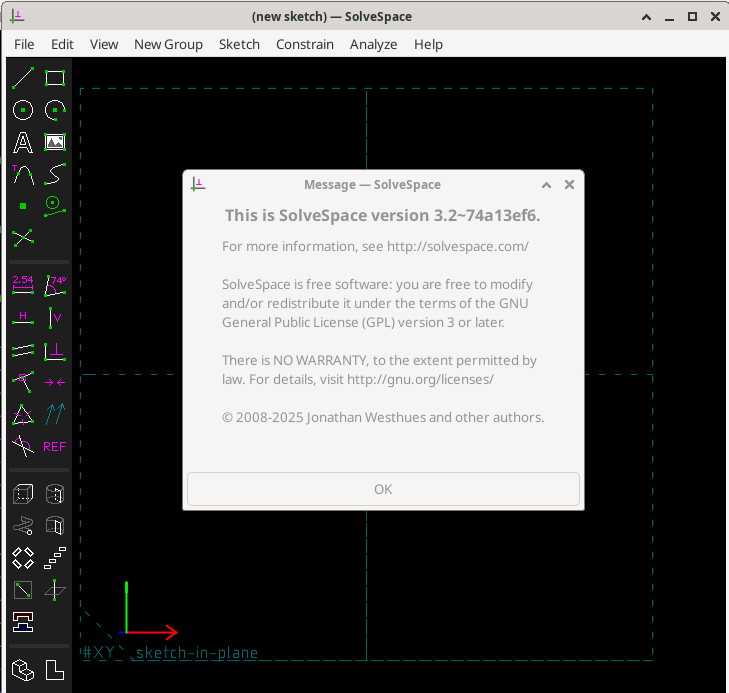 (new sketch) — SolveSpace
File Edit View New Group Sketch Constrain Analyze Help
A
T
2.54 74°
H V
REF
Message — SolveSpace
This is SolveSpace version 3.2~74a13ef6.
For more information, see http://solvespace.com/
SolveSpace is free software: you are free to modify
and/or redistribute it under the terms of the GNU
General Public License (GPL) version 3 or later.
There is NO WARRANTY, to the extent permitted by
law. For details, visit http://gnu.org/licenses/
© 2008-2025 Jonathan Westhues and other authors.
OK
#XY sketch-in-plane